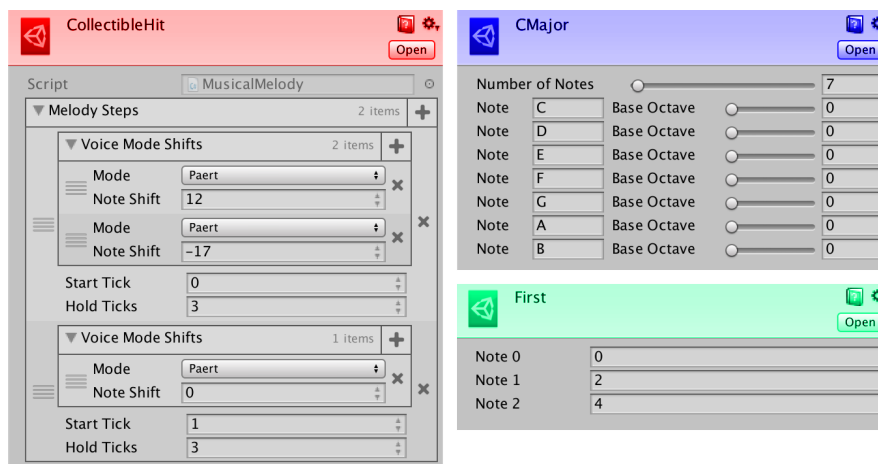 CollectibleHit
Open
Script MusicalMelody
Melody Steps 2 items
Voice Mode Shifts 2 items
Mode Paert
Note Shift 12
Mode Paert
Note Shift -17
Start Tick 0
Hold Ticks 3
Voice Mode Shifts 1 items
Mode Paert
Note Shift 0
Start Tick 1
Hold Ticks 3
CMajor
Open
Number of Notes 7
Note C Base Octave 0
Note D Base Octave 0
Note E Base Octave 0
Note F Base Octave 0
Note G Base Octave 0
Note A Base Octave 0
Note B Base Octave 0
First
Open
Note 0 0
Note 1 2
Note 2 4